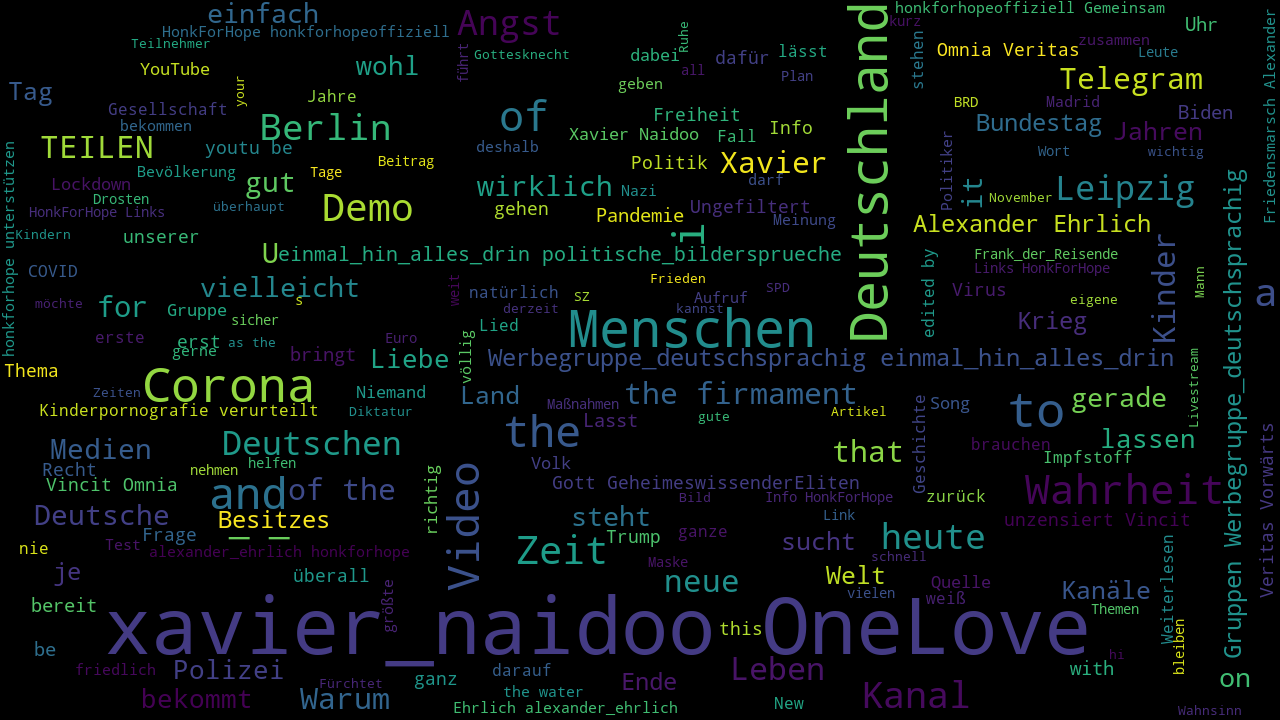 einfach
HonkForHope honkforhopeoffiziell
Teilnehmer
YouTube
wohl
Tag
your
Jahre
Gesellschaft
bekommen
Berlin
TEILEN
youtu be
Bevölkerung
Tage
Beitrag
Lockdown
gut
Drosten
überhaupt
HonkForHope Links
Demo
Kindern
unserer
honkforhope unterstützen
COVID
vielleicht
s
möchte
for
Gruppe
sicher
erste
erst
as the
gerne
bringt
Euro
Liebe
Thema
Corona
Zeiten
Niemand
Kinderpornografie verurteilt
Diktatur
Angst
führt
Gottesknecht
Ruhe
dabei
all
dafür
lässt
geben
Plan
of
Freiheit
Xavier Naidoo
Fall
Info
deshalb
Politik
Xavier
wirklich
Nazi
darf
gehen
Pandemie
Ungefiltert
Meinung
i
U
einmal_hin_alles_drin politische_bildersprueche
Frieden
SPD
weit
natürlich
SZ
Aufruf
derzeit
kannst
Lied
Menschen
völlig
Werbegruppe_deutschsprachig einmal_hin_alles_drin
Land
the firmament
Maßnahmen
Lasst
gute
Artikel
Deutschland
honkforhopeoffiziell Gemeinsam
kurz
Uhr
stehen
Omnia Veritas
zusammen
Leute
Telegram
BRD
Madrid
Biden
Bundestag
Jahren
Politiker
Wort
wichtig
it
November
Leipzig
Alexander Ehrlich
Frank_der_Reisende
Links HonkForHope
edited by
Virus
Krieg
eigene
Kinder
Mann
a
Friedensmarsch Alexander
Gruppen Werbegruppe_deutschsprachig
Livestream
Geschichte
Song
to
gerade
brauchen
lassen
Impfstoff
Medien
Recht
Deutschen
nehmen
helfen
Vincit Omnia
and
of the
Deutsche
Besitzes
Frage
_ _
nie
Test
alexander_ehrlich honkforhope
je
überall
richtig
Video
the
that
Volk
Gott GeheimeswissenderEliten
Bild
Info HonkForHope
zurück
Wahrheit
steht
Link
unzensiert Vincit
Zeit
Trump
ganze
sucht
heute
schnell
Maske
neue
Welt
vielen
Quelle
weiß
Kanäle
Weiterlesen
Veritas Vorwärts
bereit
größte
xavier_naidoo OneLove
this
Themen
bleiben
be
hi
friedlich
Polizei
darauf
Leben
with
bekommt
Fürchtet
ganz
Ende
on
Warum
the water
Ehrlich alexander_ehrlich
New
Kanal
Wahnsinn